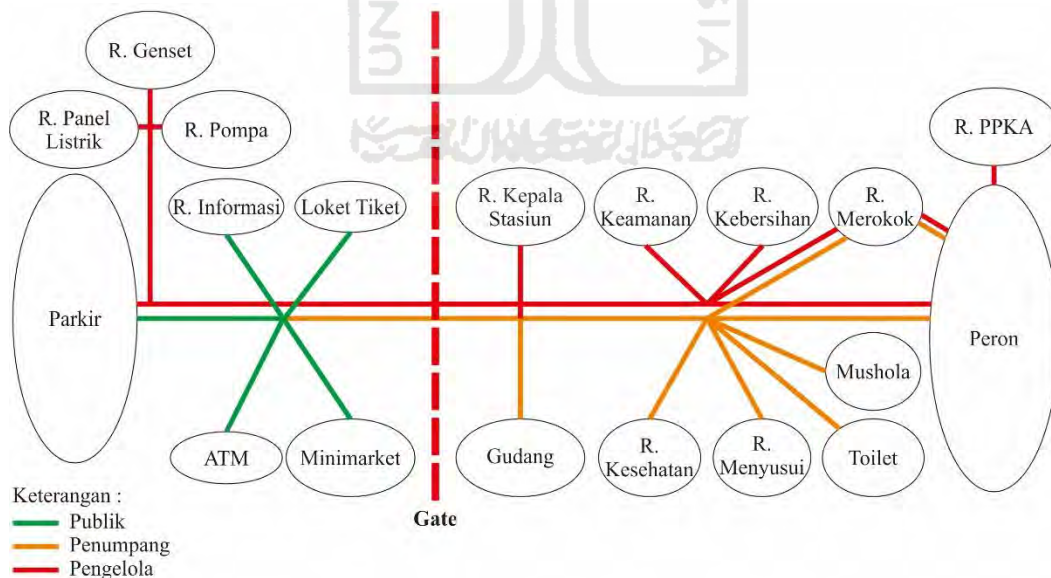 R. Genset
R. Panel
Listrik
R. Pompa
R. PPKA
R. Informasi
Loket Tiket
R. Kepala
Stasiun
R.
Keamanan
R.
Kebersihan
R.
Merokok
Parkir
Peron
Mushola
ATM
Minimarket
Gudang
R.
Kesehatan
R.
Menyusui
Toilet
Gate
Keterangan :
Publik
Penumpang
Pengelola